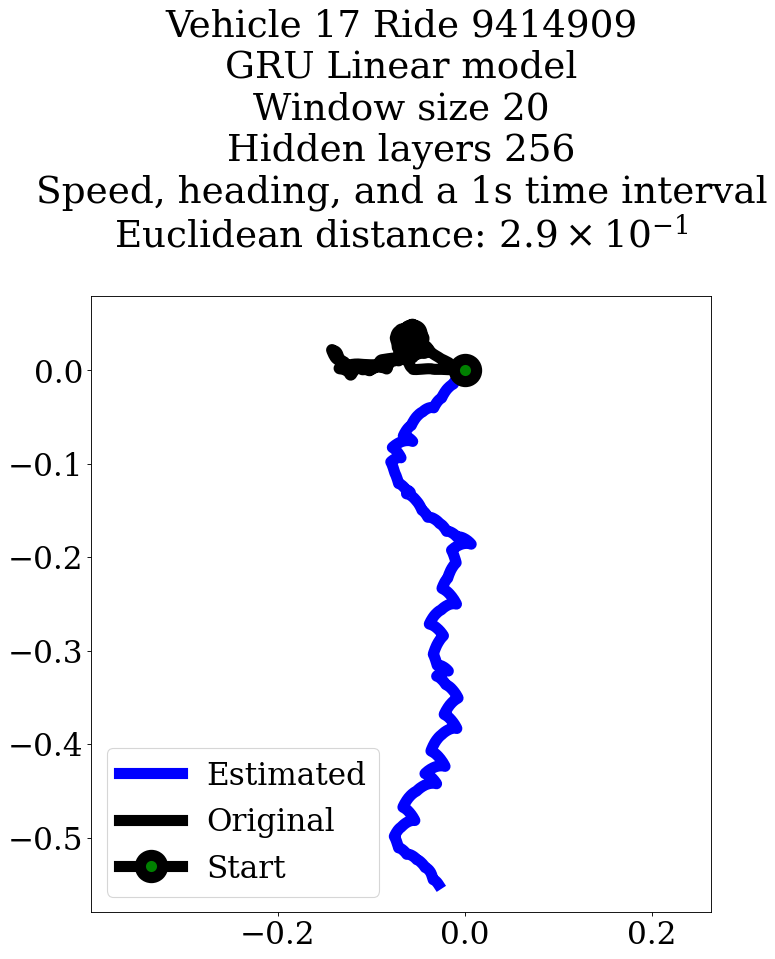 Vehicle 17 Ride 9414909
GRU Linear model
Window size 20
Hidden layers 256
Speed, heading, and a 1s time interval
Euclidean distance: 2.9 × 10⁻¹
0.0
−0.1
−0.2
−0.3
−0.4
−0.5
Estimated
Original
Start
−0.2
0.0
0.2